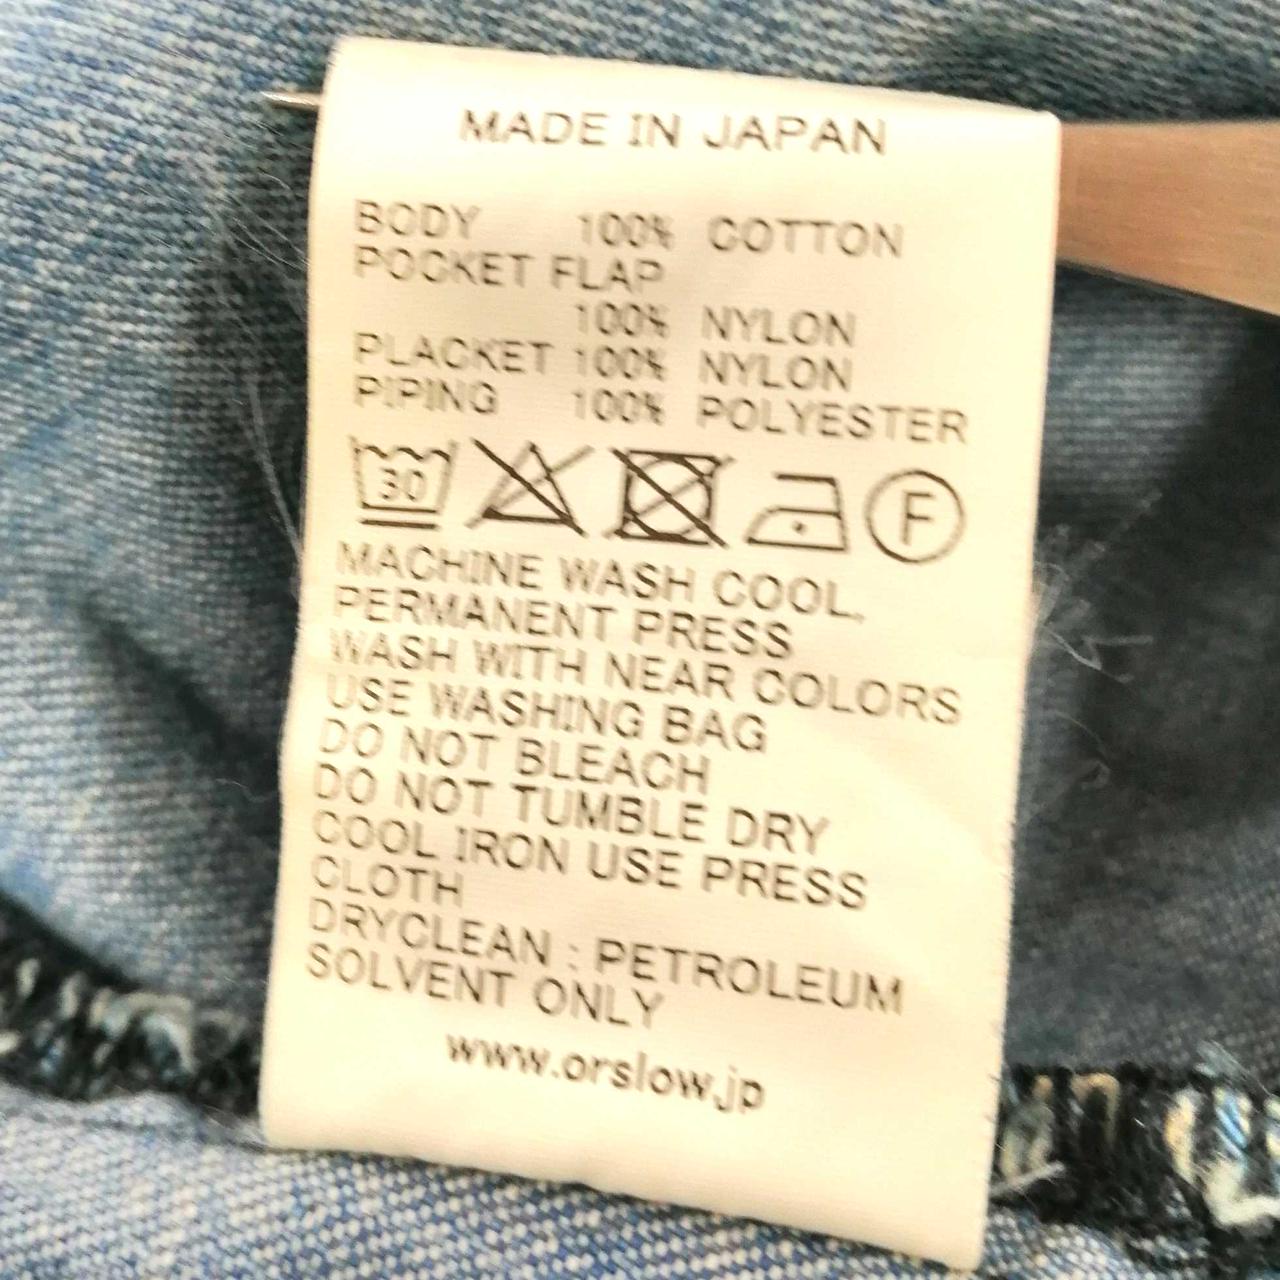 MADE IN JAPAN
BODY 100% COTTON
POCKET FLAP
100% NYLON
PLACKET 100% NYLON
PIPING 100% POLYESTER
30 F
MACHINE WASH COOL,
PERMANENT PRESS
WASH WITH NEAR COLORS
USE WASHING BAG
DO NOT BLEACH
DO NOT TUMBLE DRY
COOL IRON USE PRESS
CLOTH
DRYCLEAN : PETROLEUM
SOLVENT ONLY
www.orslow.jp